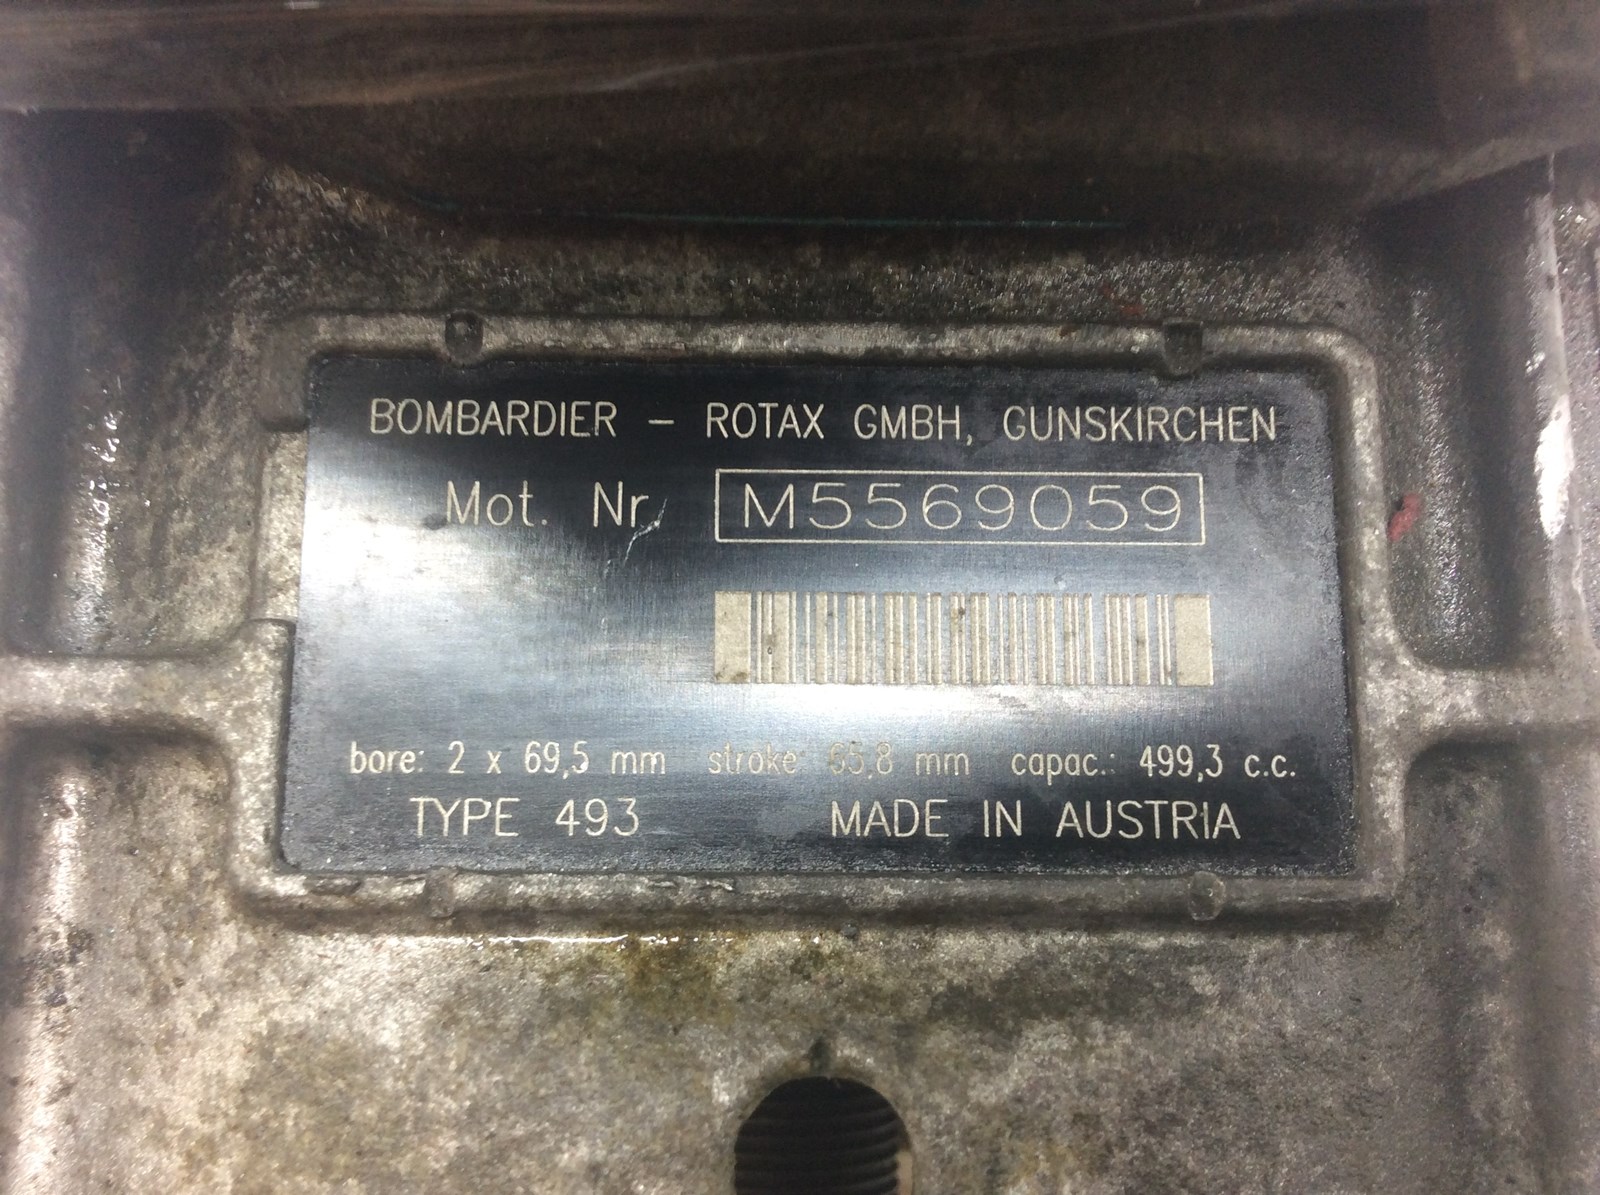 BOMBARDIER – ROTAX GMBH, GUNSKIRCHEN
Mot. Nr. M5569059
bore: 2 x 69,5 mm stroke: 65,8 mm capac.: 499,3 c.c.
TYPE 493 MADE IN AUSTRIA